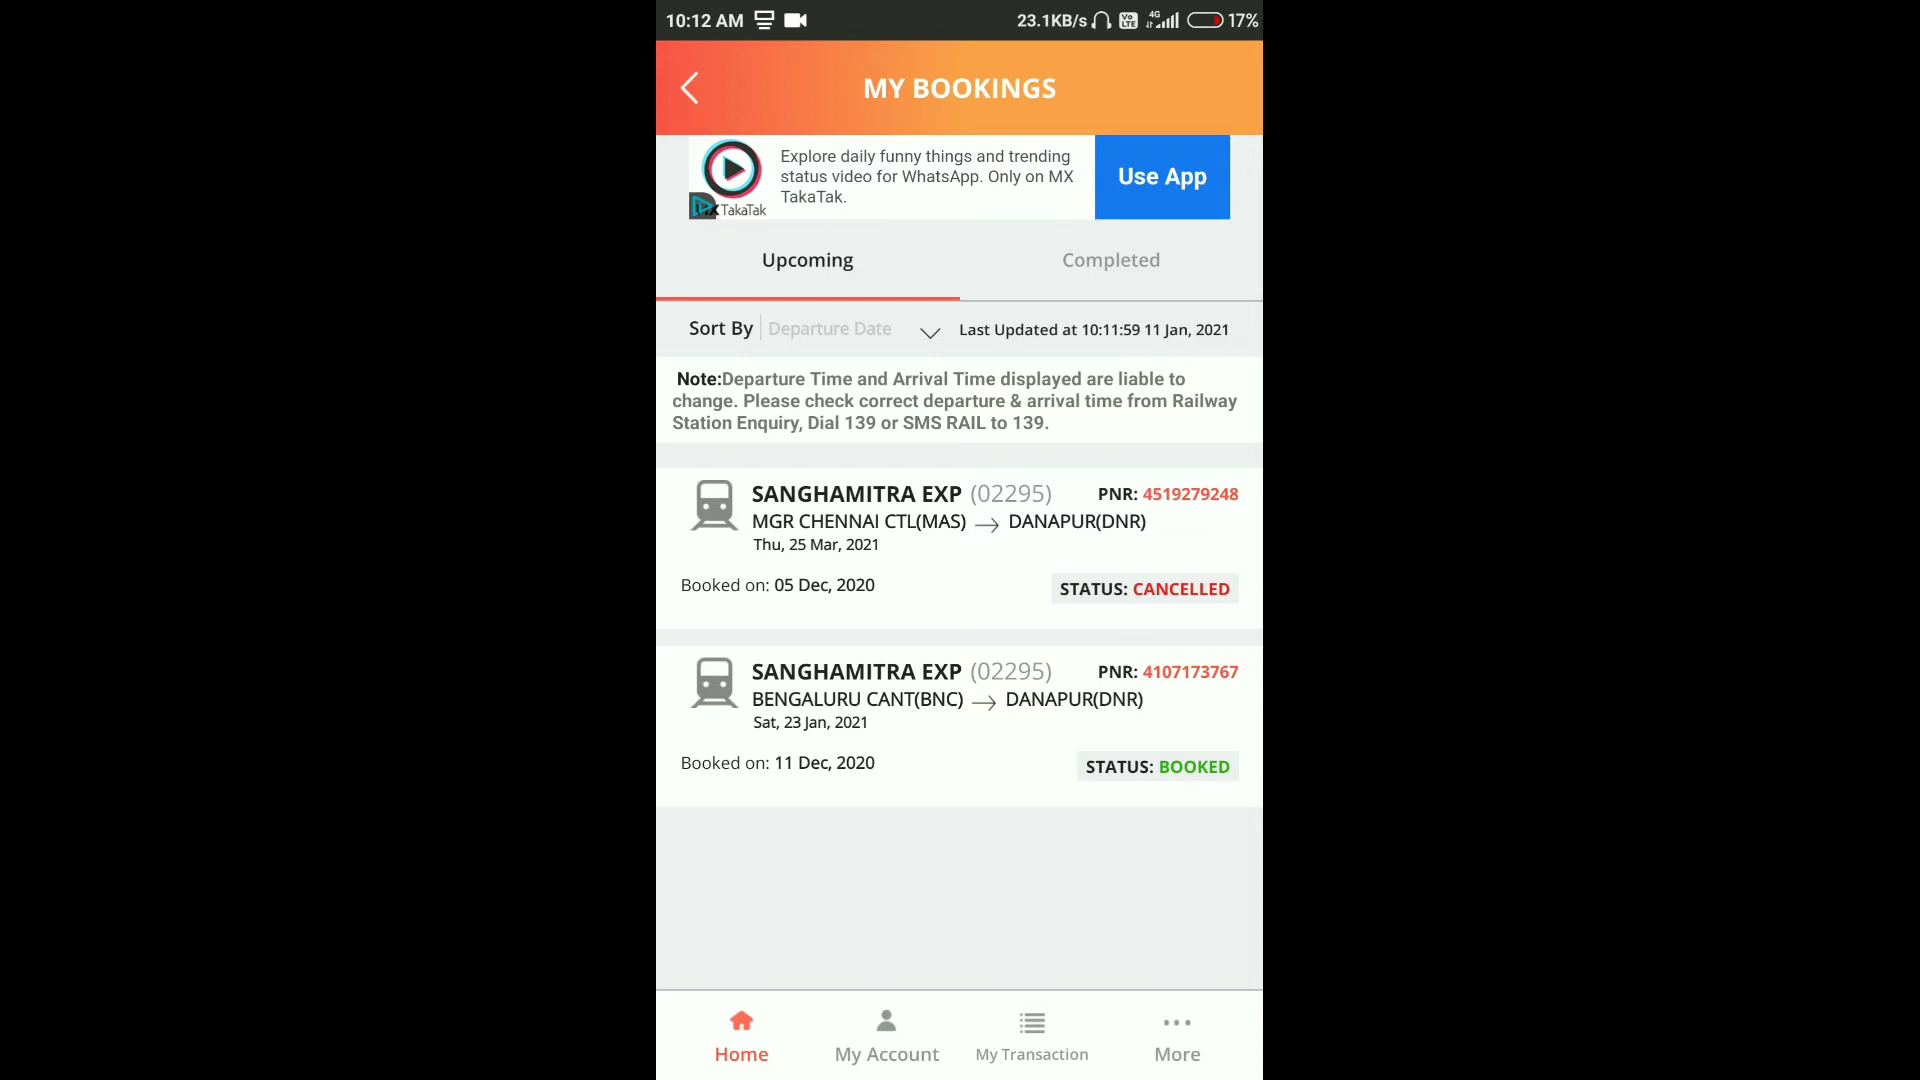 10:12 AM 23.1KB/s Vo LTE 4G 17%
MY BOOKINGS
Explore daily funny things and trending
status video for WhatsApp. Only on MX
TakaTak.
MX TakaTak
Use App
Upcoming Completed
Sort By Departure Date Last Updated at 10:11:59 11 Jan, 2021
Note:Departure Time and Arrival Time displayed are liable to
change. Please check correct departure & arrival time from Railway
Station Enquiry, Dial 139 or SMS RAIL to 139.
SANGHAMITRA EXP (02295) PNR: 4519279248
MGR CHENNAI CTL(MAS) → DANAPUR(DNR)
Thu, 25 Mar, 2021
Booked on: 05 Dec, 2020 STATUS: CANCELLED
SANGHAMITRA EXP (02295) PNR: 4107173767
BENGALURU CANT(BNC) → DANAPUR(DNR)
Sat, 23 Jan, 2021
Booked on: 11 Dec, 2020 STATUS: BOOKED
Home My Account My Transaction More